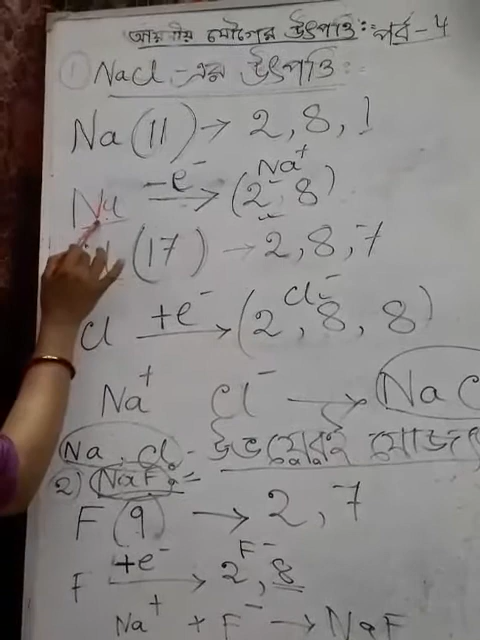 আয়নীয় যৌগের উৎপত্তি: পর্ব - 4
① NaCl - এর উৎপত্তি:
Na (11) → 2, 8, 1
Na -e⁻ → Na⁺ (2, 8)
(17) → 2, 8, 7
Cl +e⁻ → Cl⁻ (2, 8, 8)
Na⁺ Cl⁻ → NaC
Na, Cl - উভয়েরই
2) NaF :-
F (9) → 2, 7
F +e⁻ → F⁻ 2, 8
Na⁺ + F⁻ → NaF